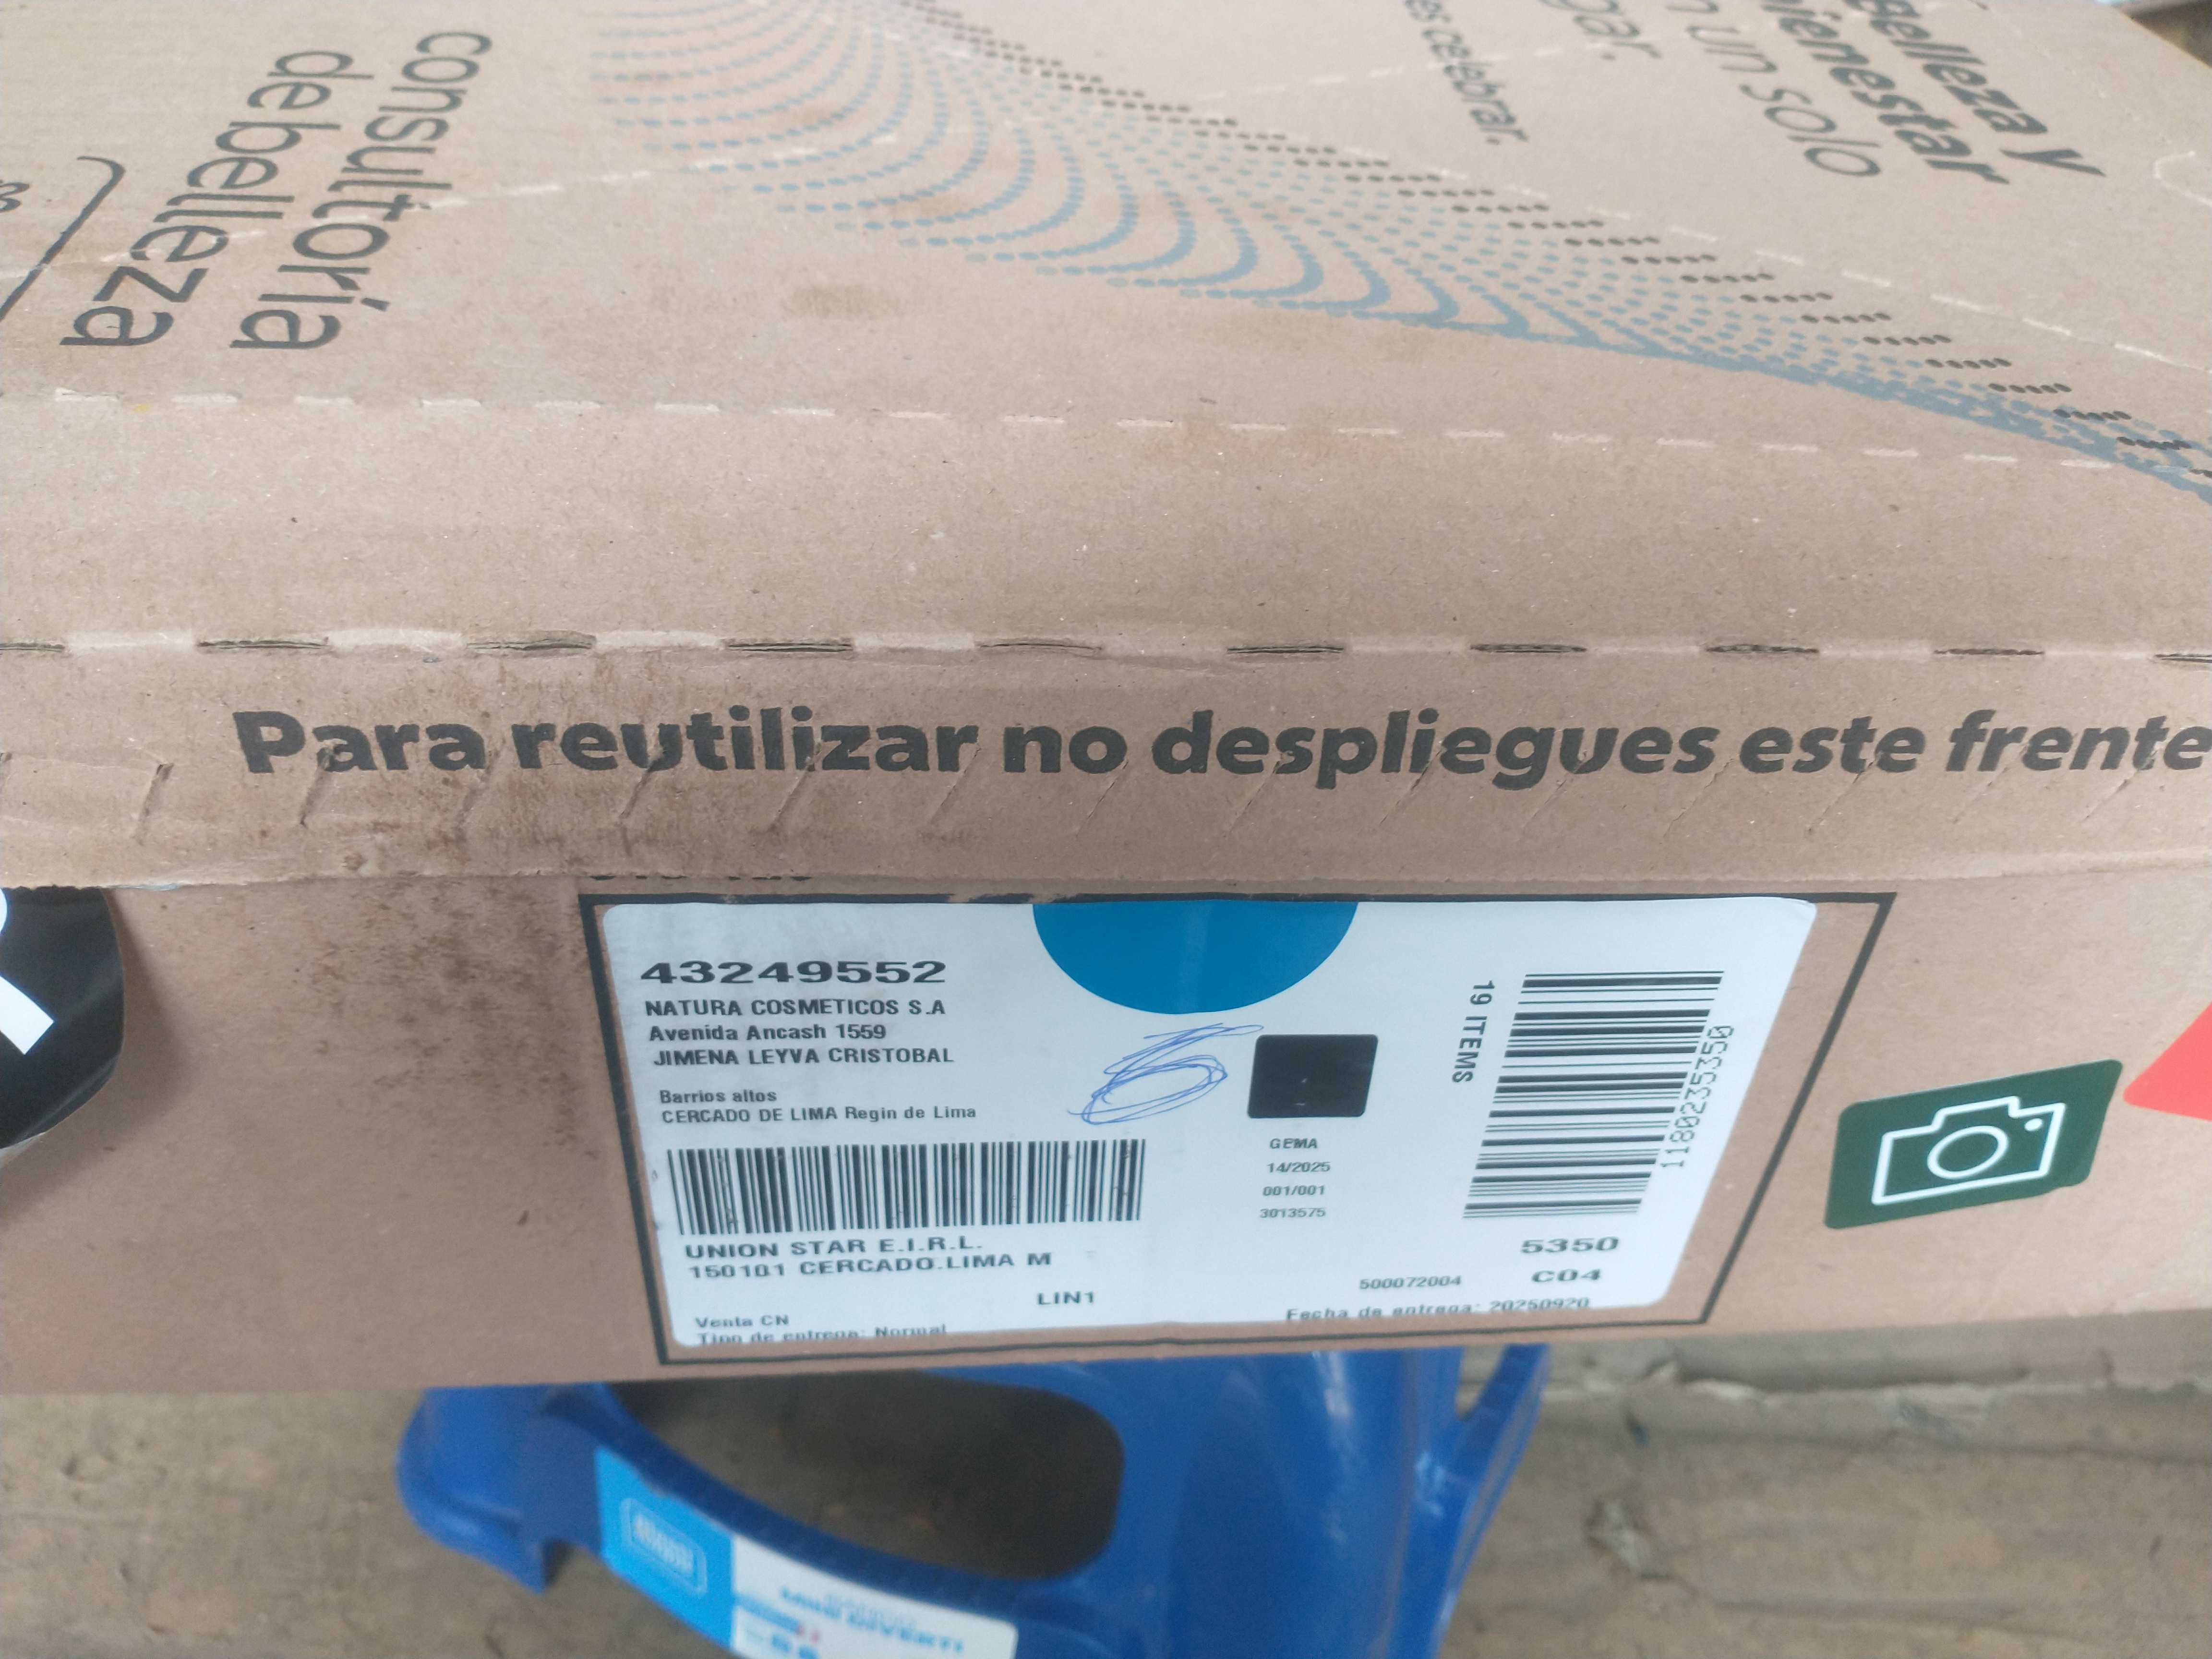 Belleza y
bienestar
n un solo
gar.
es celebrar.
consultoría
de belleza
Para reutilizar no despliegues este frente
43249552
NATURA COSMETICOS S.A
Avenida Ancash 1559
JIMENA LEYVA CRISTOBAL
Barrios altos
CERCADO DE LIMA Regin de Lima
UNION STAR E.I.R.L.
150101 CERCADO.LIMA M
LIN1
Venta CN
Tipo de entrega: Normal
6
GEMA
14/2025
001/001
3013575
19 ITEMS
1180235350
5350
C04
500072004
Fecha de entrega: 20250920